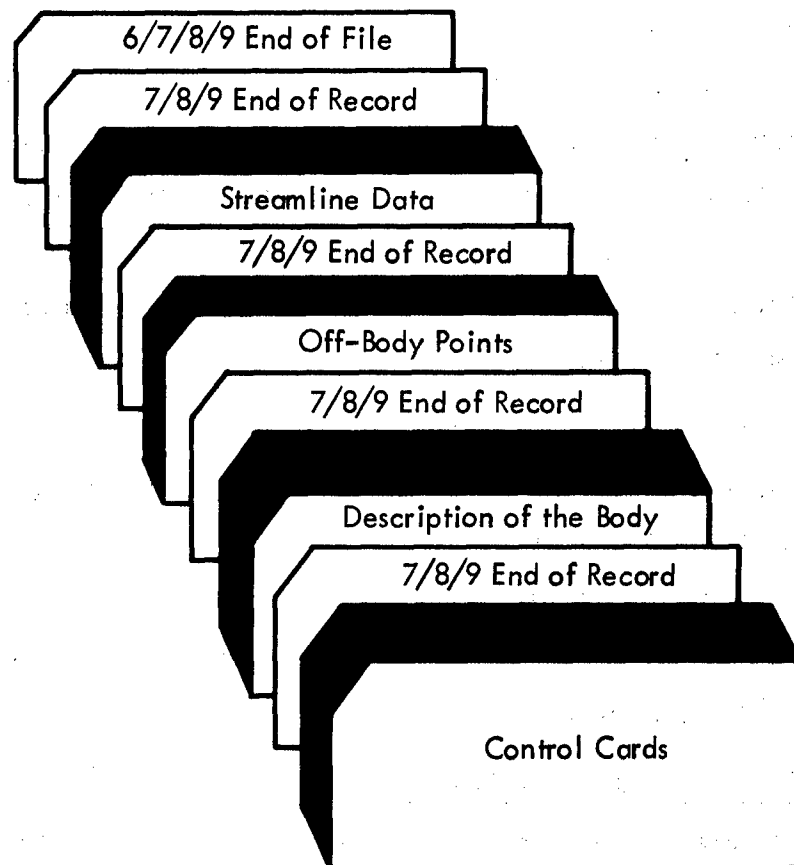 6/7/8/9 End of File
7/8/9 End of Record
Streamline Data
7/8/9 End of Record
Off-Body Points
7/8/9 End of Record
Description of the Body
7/8/9 End of Record
Control Cards